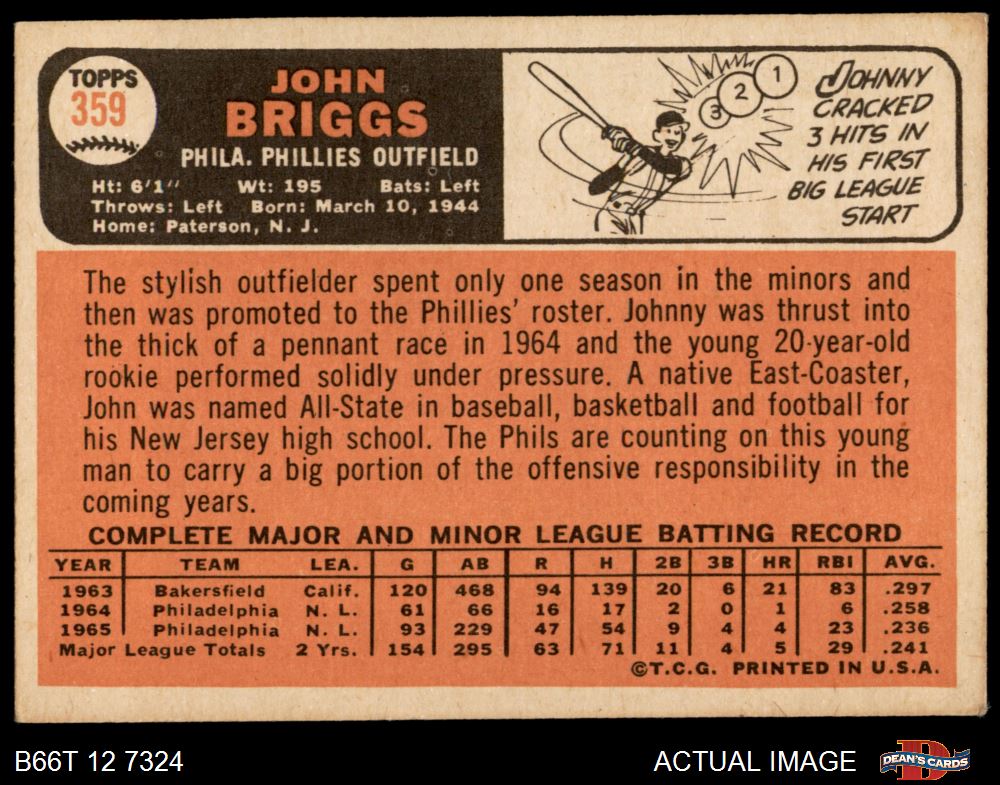 TOPPS
359
JOHN
BRIGGS
PHILA. PHILLIES OUTFIELD
Ht: 6'1" Wt: 195 Bats: Left
Throws: Left Born: March 10, 1944
Home: Paterson, N. J.
1
2
3
JOHNNY
CRACKED
3 HITS IN
HIS FIRST
BIG LEAGUE
START
The stylish outfielder spent only one season in the minors and
then was promoted to the Phillies' roster. Johnny was thrust into
the thick of a pennant race in 1964 and the young 20-year-old
rookie performed solidly under pressure. A native East-Coaster,
John was named All-State in baseball, basketball and football for
his New Jersey high school. The Phils are counting on this young
man to carry a big portion of the offensive responsibility in the
coming years.
COMPLETE MAJOR AND MINOR LEAGUE BATTING RECORD
YEAR TEAM LEA. G AB R H 2B 3B HR RBI AVG.
1963 Bakersfield Calif. 120 468 94 139 20 6 21 83 .297
1964 Philadelphia N. L. 61 66 16 17 2 0 1 6 .258
1965 Philadelphia N. L. 93 229 47 54 9 4 4 23 .236
Major League Totals 2 Yrs. 154 295 63 71 11 4 5 29 .241
©T.C.G. PRINTED IN U.S.A.
B66T 12 7324
ACTUAL IMAGE
D
DEAN'S CARDS